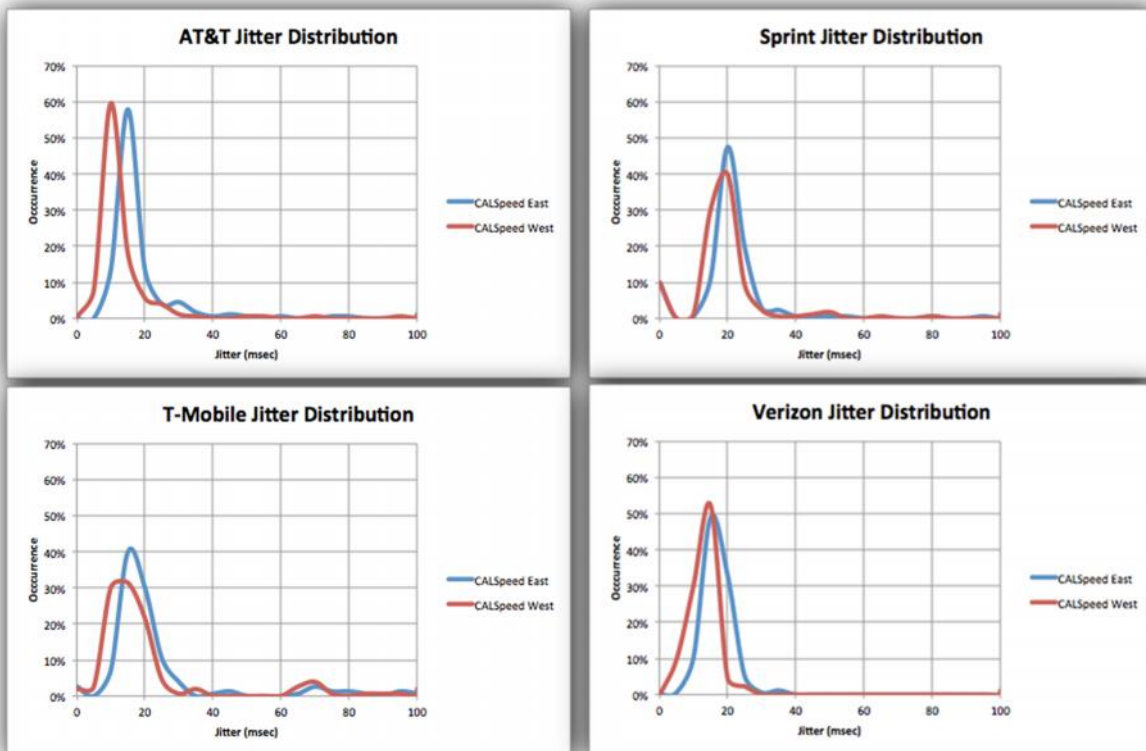 AT&T Jitter Distribution
70%
60%
50%
40%
30%
20%
10%
0%
Occcurrence
0 20 40 60 80 100
Jitter (msec)
CALSpeed East
CALSpeed West
Sprint Jitter Distribution
70%
60%
50%
40%
30%
20%
10%
0%
Occcurrence
0 20 40 60 80 100
Jitter (msec)
CALSpeed East
CALSpeed West
T-Mobile Jitter Distribution
70%
60%
50%
40%
30%
20%
10%
0%
Occcurrence
0 20 40 60 80 100
Jitter (msec)
CALSpeed East
CALSpeed West
Verizon Jitter Distribution
70%
60%
50%
40%
30%
20%
10%
0%
Occcurrence
0 20 40 60 80 100
Jitter (msec)
CALSpeed East
CALSpeed West